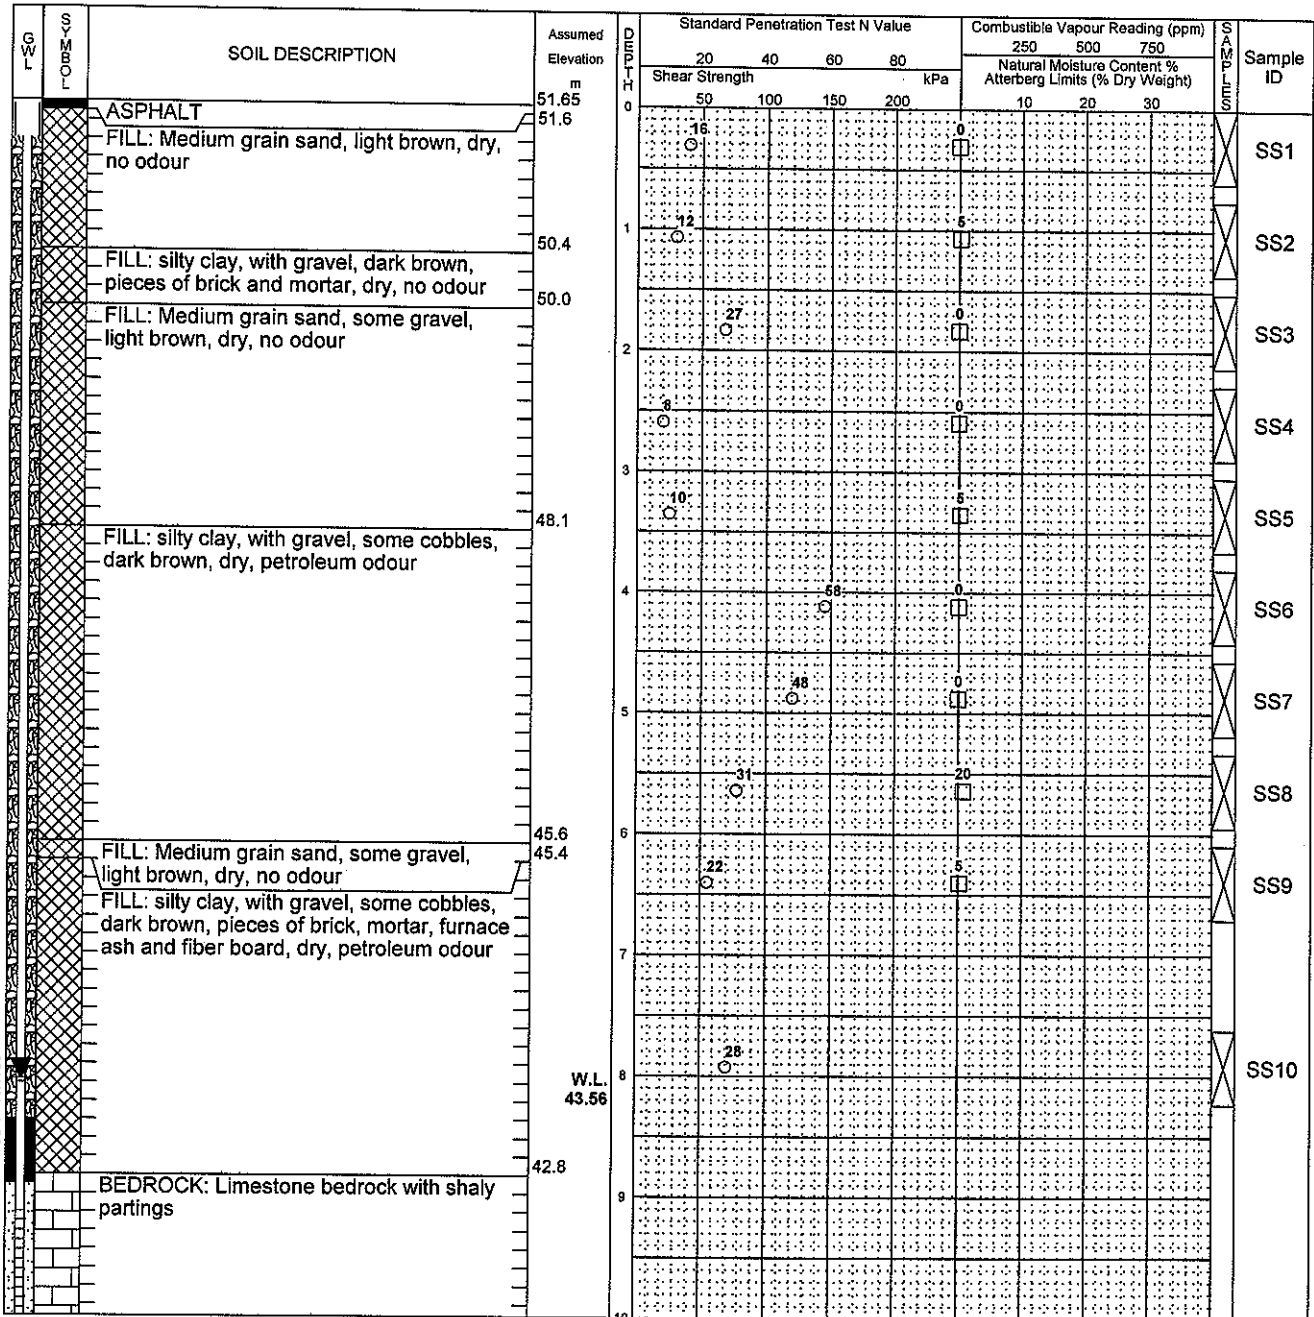 GWL
SYMBOL
SOIL DESCRIPTION
Assumed
Elevation
m
DEPTH
Standard Penetration Test N Value
20 40 60 80
Shear Strength kPa
50 100 150 200
Combustible Vapour Reading (ppm)
250 500 750
Natural Moisture Content %
Atterberg Limits (% Dry Weight)
10 20 30
SAMPLES
Sample
ID
51.65
0
ASPHALT
51.6
FILL: Medium grain sand, light brown, dry,
no odour
16
0
SS1
12
5
1
SS2
50.4
FILL: silty clay, with gravel, dark brown,
pieces of brick and mortar, dry, no odour
50.0
FILL: Medium grain sand, some gravel,
light brown, dry, no odour
27
0
SS3
2
8
0
SS4
3
10
5
SS5
48.1
FILL: silty clay, with gravel, some cobbles,
dark brown, dry, petroleum odour
4
58
0
SS6
48
0
SS7
5
31
20
SS8
6
45.6
45.4
FILL: Medium grain sand, some gravel,
light brown, dry, no odour
22
5
SS9
FILL: silty clay, with gravel, some cobbles,
dark brown, pieces of brick, mortar, furnace
ash and fiber board, dry, petroleum odour
7
28
SS10
8
W.L.
43.56
42.8
BEDROCK: Limestone bedrock with shaly
partings
9
10